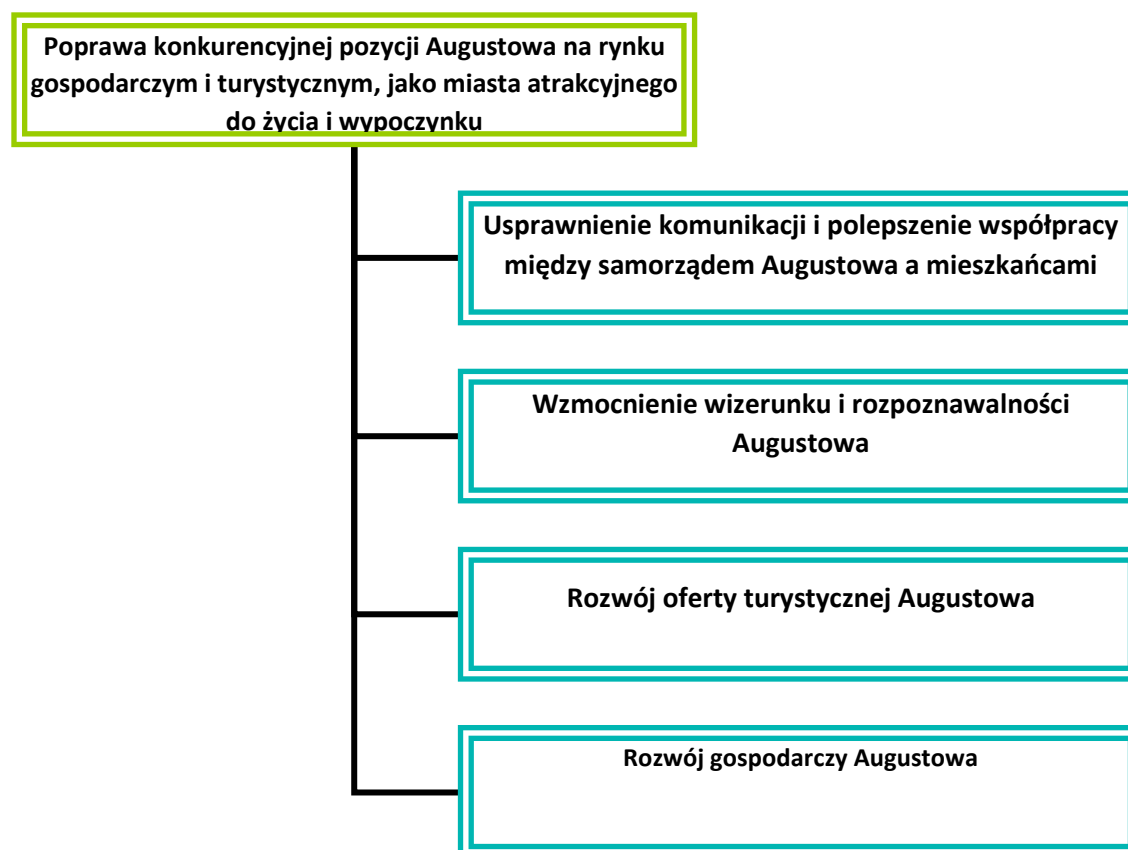 Poprawa konkurencyjnej pozycji Augustowa na rynku
gospodarczym i turystycznym, jako miasta atrakcyjnego
do życia i wypoczynku
Usprawnienie komunikacji i polepszenie współpracy
między samorządem Augustowa a mieszkańcami
Wzmocnienie wizerunku i rozpoznawalności
Augustowa
Rozwój oferty turystycznej Augustowa
Rozwój gospodarczy Augustowa